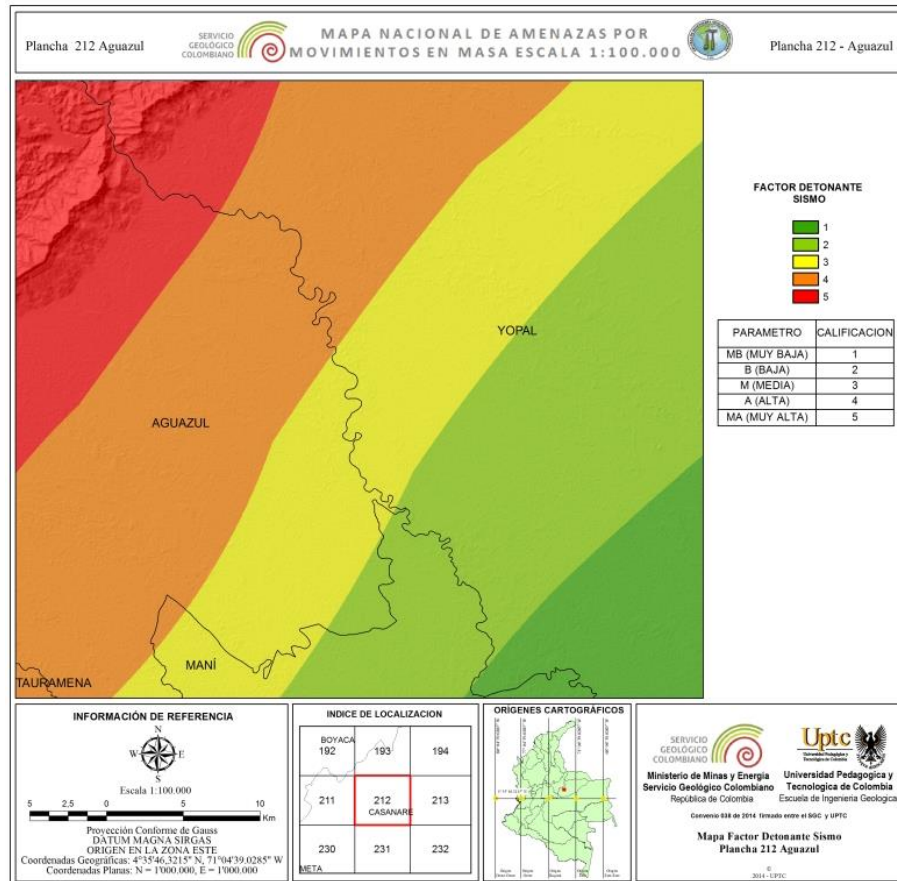 Plancha 212 Aguazul
SERVICIO
GEOLÓGICO
COLOMBIANO
MAPA NACIONAL DE AMENAZAS POR
MOVIMIENTOS EN MASA ESCALA 1:100.000
Plancha 212 - Aguazul
YOPAL
AGUAZUL
MANÍ
TAURAMENA
FACTOR DETONANTE
SISMO
1
2
3
4
5
PARAMETRO CALIFICACION
MB (MUY BAJA) 1
B (BAJA) 2
M (MEDIA) 3
A (ALTA) 4
MA (MUY ALTA) 5
INFORMACIÓN DE REFERENCIA
N
W E
S
Escala 1:100.000
5 2.5 0 5 10
Km
Proyección Conforme de Gauss
DATUM MAGNA SIRGAS
ORIGEN EN LA ZONA ESTE
Coordenadas Geográficas: 4°35'46,3215" N, 71°04'39.0285" W
Coordenadas Planas: N = 1'000.000, E = 1'000.000
INDICE DE LOCALIZACION
BOYACA
192 193 194
211 212 213
CASANARE
230 231 232
META
ORÍGENES CARTOGRÁFICOS
SERVICIO
GEOLÓGICO
COLOMBIANO
Ministerio de Minas y Energía
Servicio Geológico Colombiano
República de Colombia
Uptc
Universidad Pedagógica y
Tecnológica de Colombia
Universidad Pedagogica y
Tecnologica de Colombia
Escuela de Ingenieria Geologica
Convenio 038 de 2014 firmado entre el SGC y UPTC
Mapa Factor Detonante Sismo
Plancha 212 Aguazul
©
2014 - UPTC